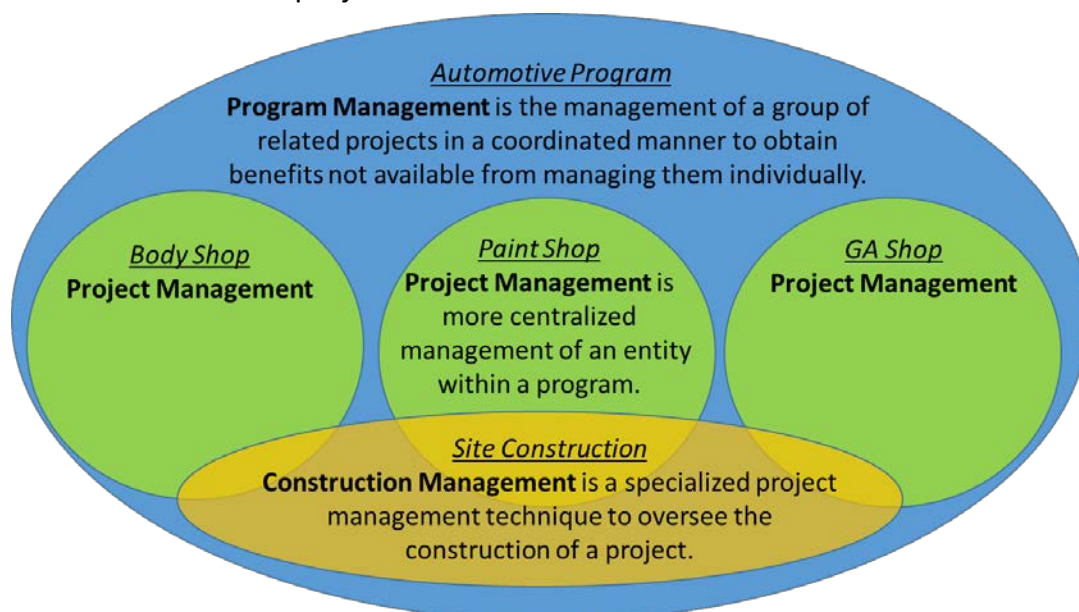 Automotive Program
Program Management is the management of a group of
related projects in a coordinated manner to obtain
benefits not available from managing them individually.
Body Shop
Project Management
Paint Shop
Project Management is
more centralized
management of an entity
within a program.
GA Shop
Project Management
Site Construction
Construction Management is a specialized project
management technique to oversee the
construction of a project.